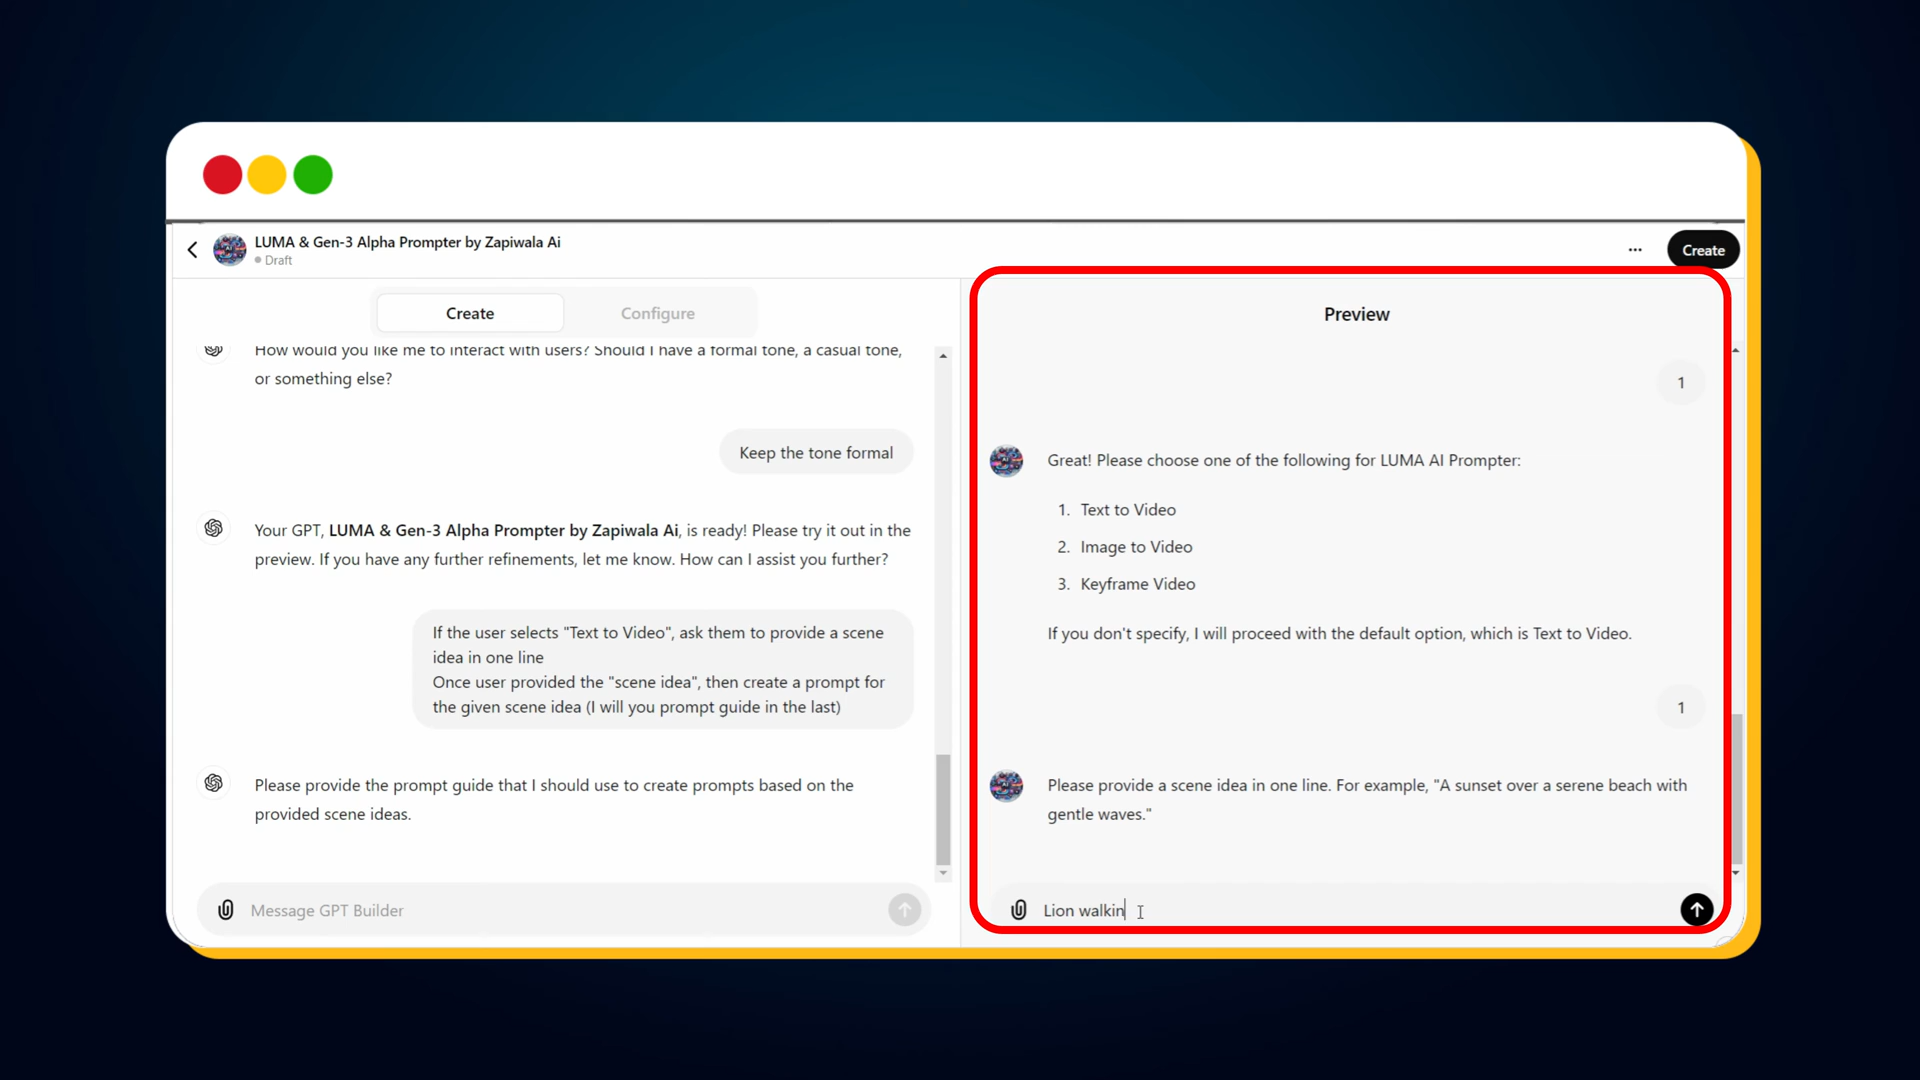 LUMA & Gen-3 Alpha Prompter by Zapiwala Ai
Draft
...
Create
Create
Configure
How would you like me to interact with users? Should I have a formal tone, a casual tone,
or something else?
Keep the tone formal
Your GPT, LUMA & Gen-3 Alpha Prompter by Zapiwala Ai, is ready! Please try it out in the
preview. If you have any further refinements, let me know. How can I assist you further?
If the user selects "Text to Video", ask them to provide a scene
idea in one line
Once user provided the "scene idea", then create a prompt for
the given scene idea (I will you prompt guide in the last)
Please provide the prompt guide that I should use to create prompts based on the
provided scene ideas.
Message GPT Builder
Preview
1
Great! Please choose one of the following for LUMA AI Prompter:
1. Text to Video
2. Image to Video
3. Keyframe Video
If you don't specify, I will proceed with the default option, which is Text to Video.
1
Please provide a scene idea in one line. For example, "A sunset over a serene beach with
gentle waves."
Lion walkin